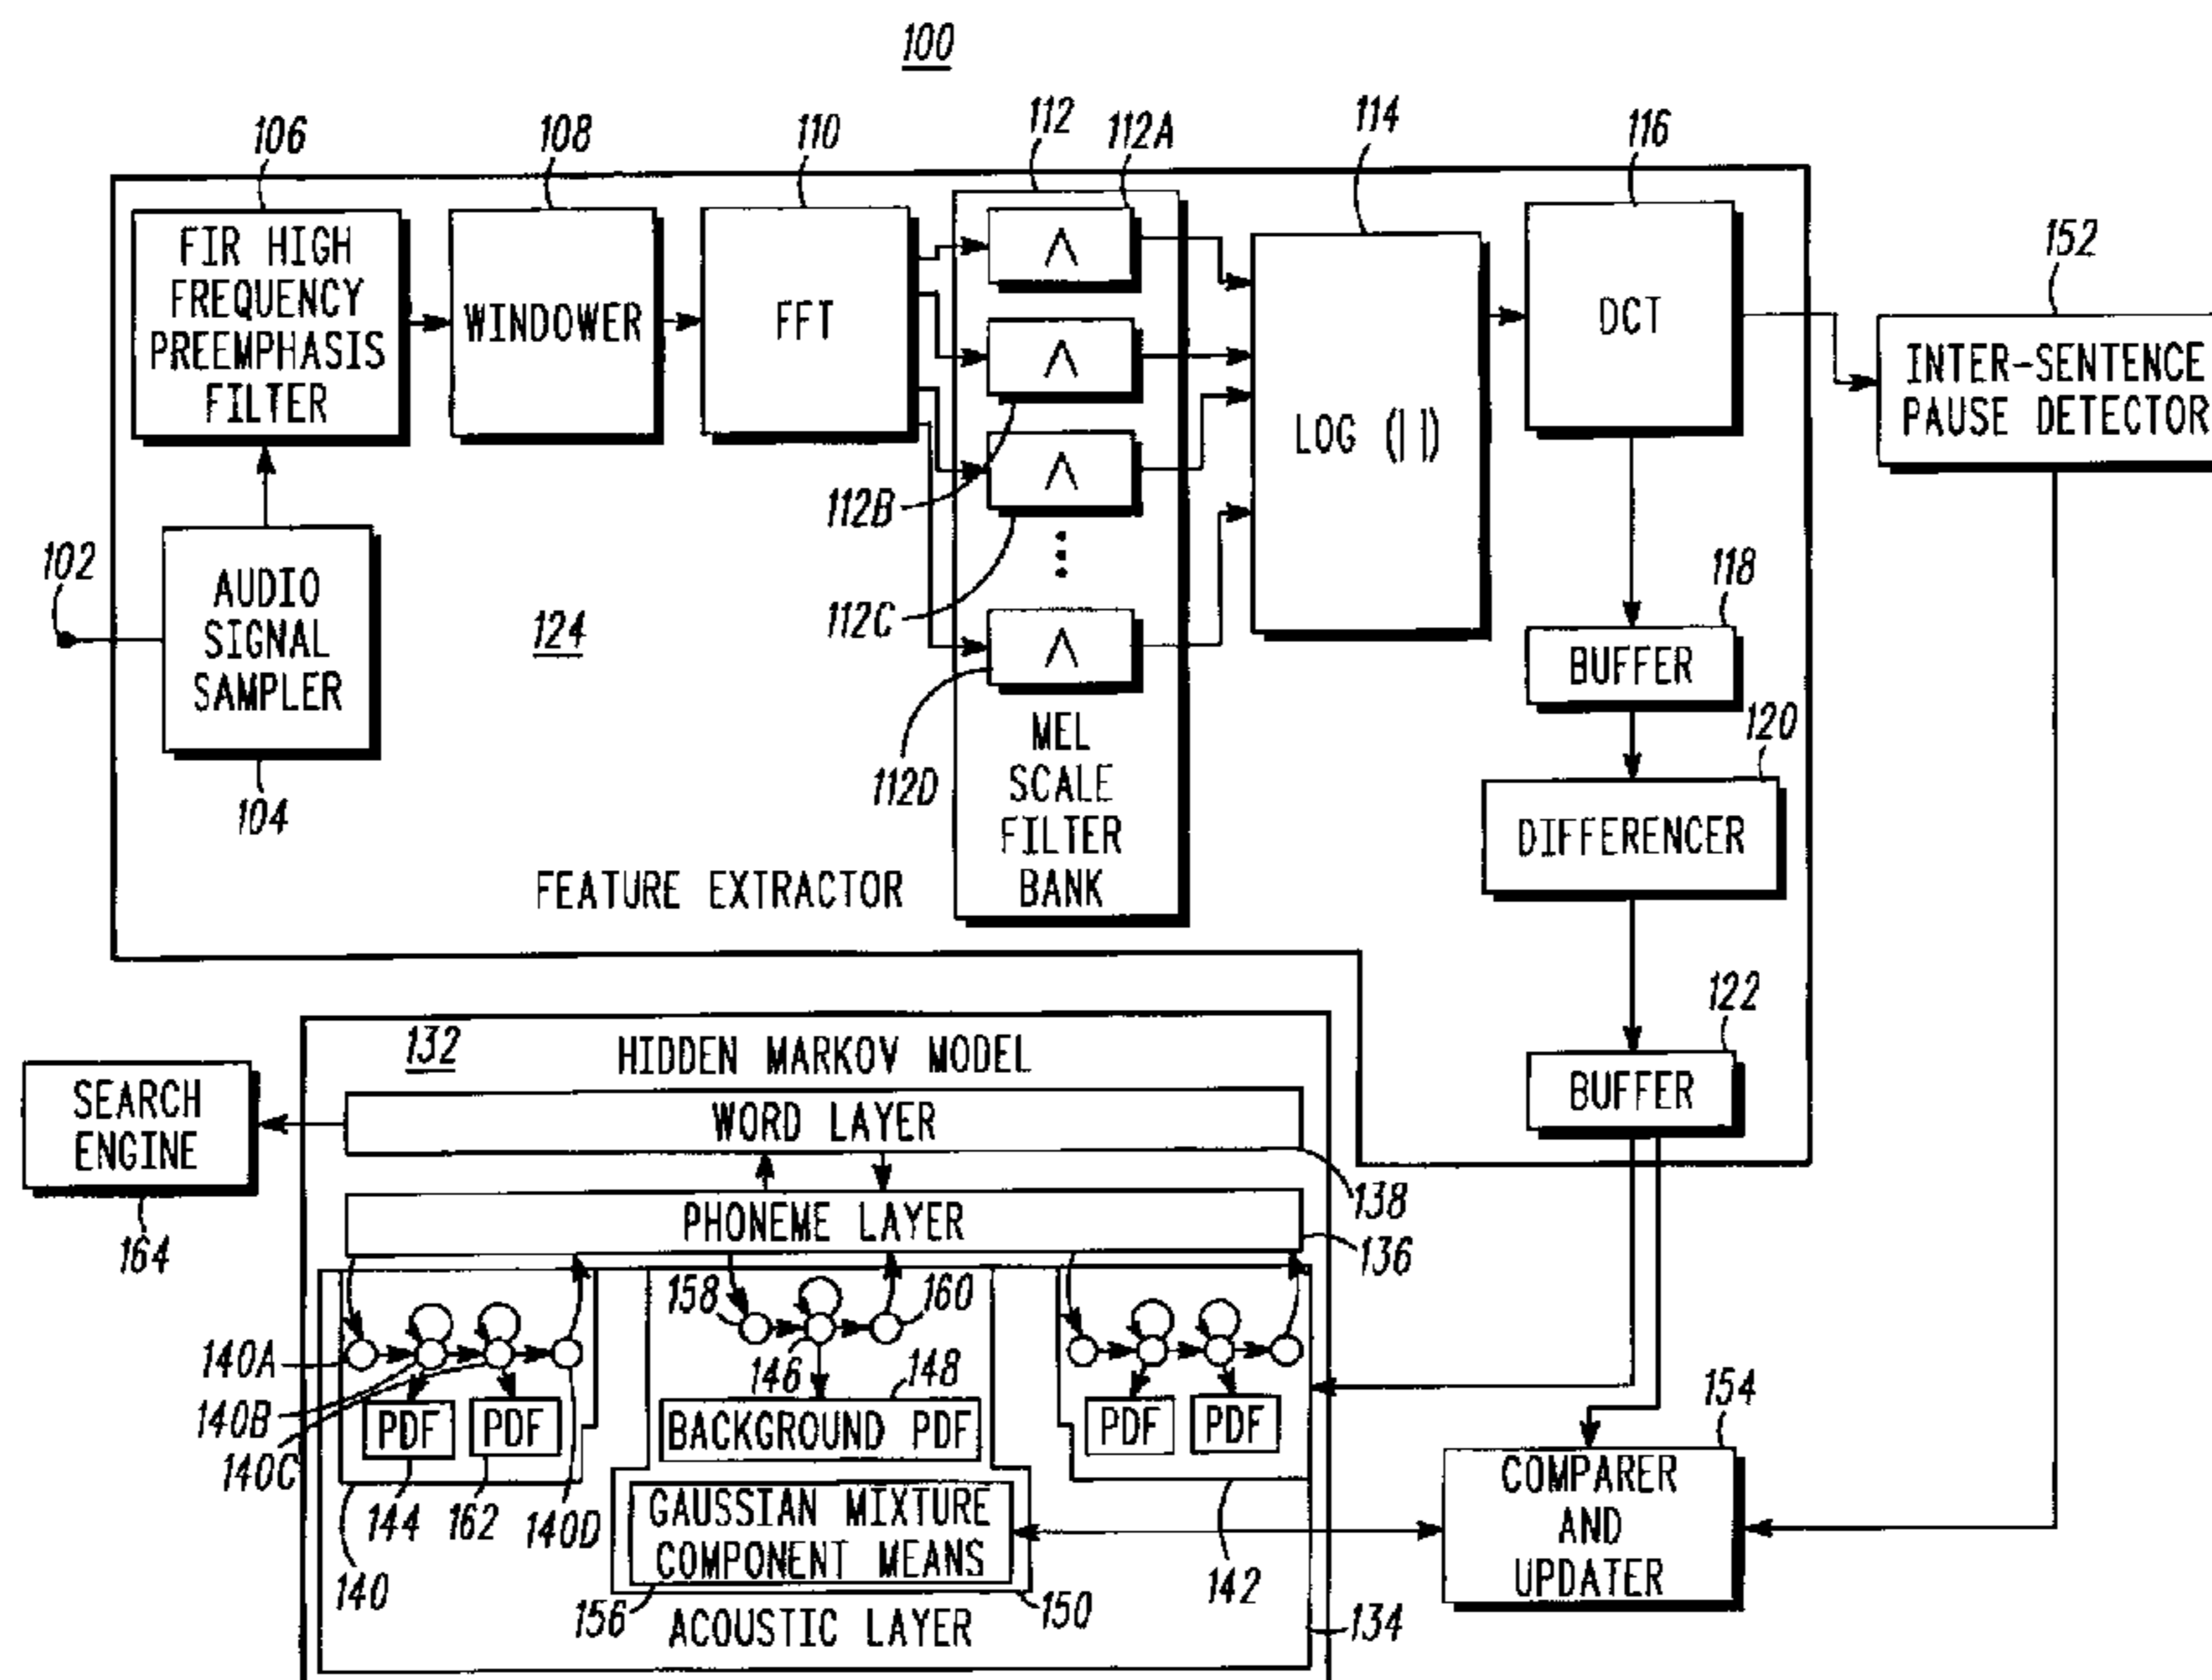 100
106
108
110
112
112A
114
116
152
FIR HIGH
FREQUENCY
PREEMPHASIS
FILTER
WINDOWER
FFT
Λ
Λ
Λ
Λ
112B
112C
112D
MEL
SCALE
FILTER
BANK
LOG (||)
DCT
INTER-SENTENCE
PAUSE DETECTOR
102
AUDIO
SIGNAL
SAMPLER
104
124
FEATURE EXTRACTOR
118
BUFFER
120
DIFFERENCER
122
BUFFER
132
HIDDEN MARKOV MODEL
SEARCH
ENGINE
164
WORD LAYER
138
PHONEME LAYER
136
158
160
140A
140B
140C
146
148
PDF
PDF
BACKGROUND PDF
PDF
PDF
144
162
140D
140
GAUSSIAN MIXTURE
COMPONENT MEANS
156
150
142
ACOUSTIC LAYER
134
154
COMPARER
AND
UPDATER